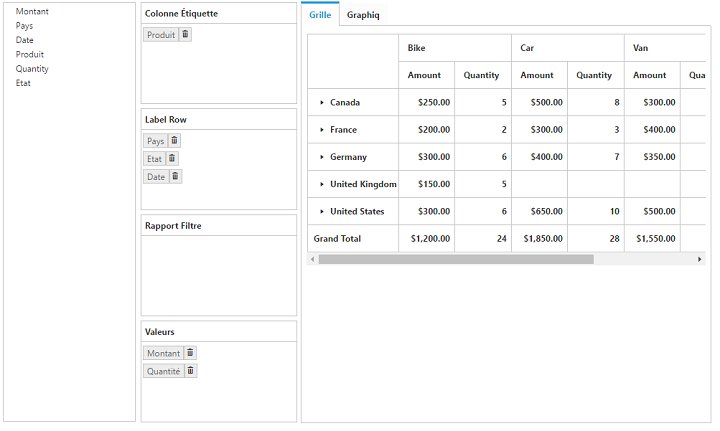 Montant
Pays
Date
Produit
Quantity
Etat
Colonne Étiquette
Produit
Label Row
Pays
Etat
Date
Rapport Filtre
Valeurs
Montant
Quantité
Grille Graphiq
Bike Car Van
Amount Quantity Amount Quantity Amount Qua
Canada $250.00 5 $500.00 8 $300.00
France $200.00 2 $300.00 3 $400.00
Germany $300.00 6 $400.00 7 $350.00
United Kingdom $150.00 5
United States $300.00 6 $650.00 10 $500.00
Grand Total $1,200.00 24 $1,850.00 28 $1,550.00